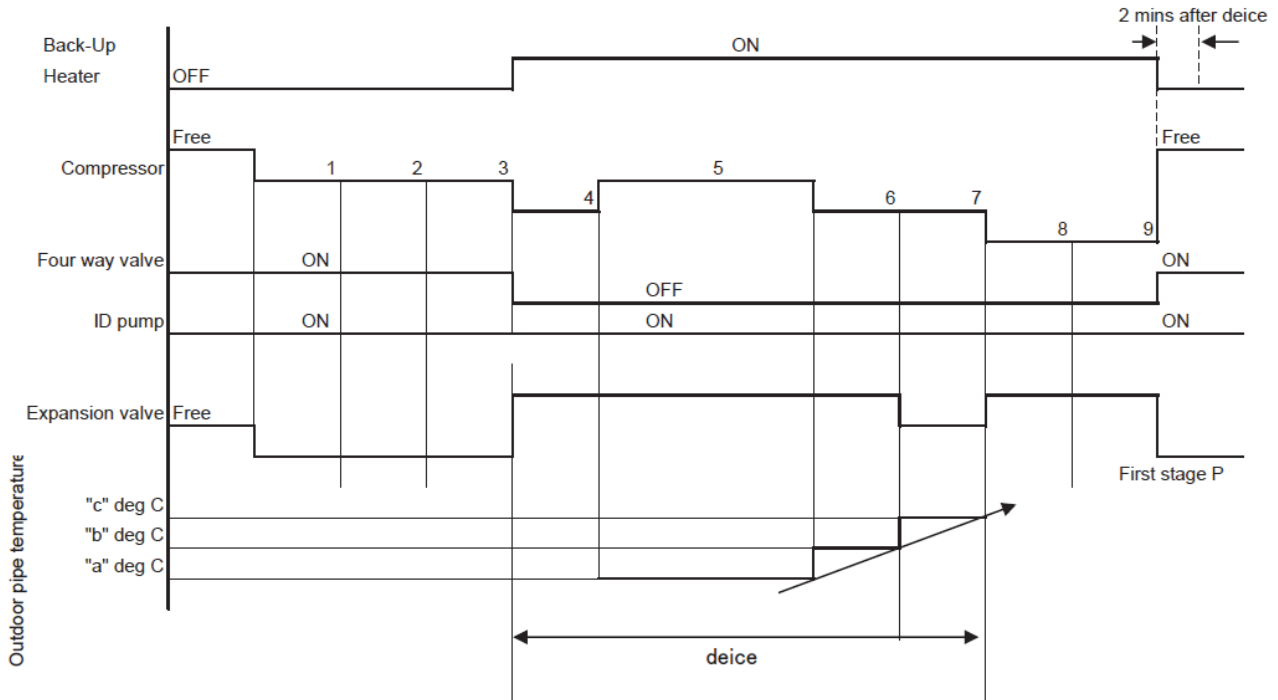 2 mins after deice
Back-Up
Heater
OFF
ON
Free
Free
Compressor
1
2
3
4
5
6
7
8
9
Four way valve
ON
OFF
ON
ID pump
ON
ON
ON
Expansion valve
Free
First stage P
Outdoor pipe temperature
"c" deg C
"b" deg C
"a" deg C
deice